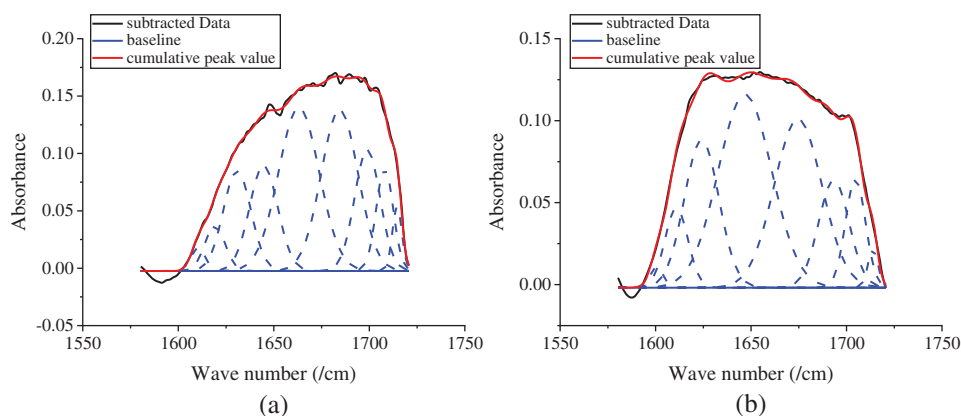 subtracted Data
baseline
cumulative peak value
0.20
0.15
0.10
0.05
0.00
-0.05
Absorbance
1550
1600
1650
1700
1750
Wave number (/cm)
(a)
subtracted Data
baseline
cumulative peak value
0.15
0.10
0.05
0.00
Absorbance
1550
1600
1650
1700
1750
Wave number (/cm)
(b)